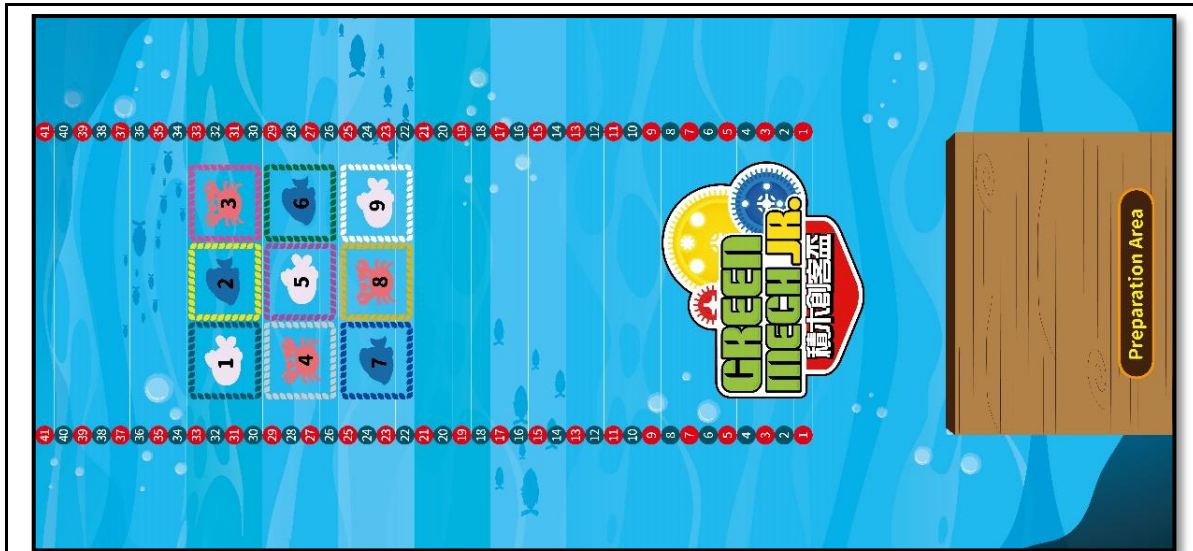 41 40 39 38 37 36 35 34 33 32 31 30 29 28 27 26 25 24 23 22 21 20 19 18 17 16 15 14 13 12 11 10 9 8 7 6 5 4 3 2 1
3 6 9
2 5 8
1 4 7
GREEN
MECH JR.
積木創客盃
Preparation Area
41 40 39 38 37 36 35 34 33 32 31 30 29 28 27 26 25 24 23 22 21 20 19 18 17 16 15 14 13 12 11 10 9 8 7 6 5 4 3 2 1